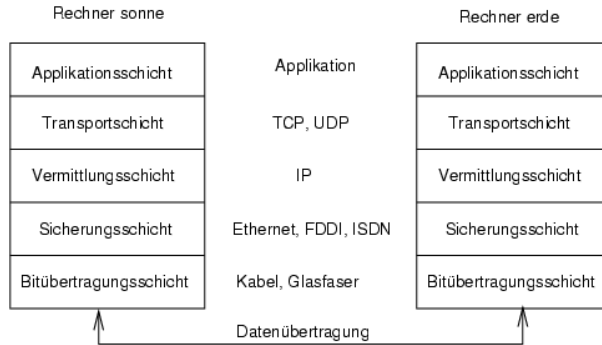 Rechner sonne
Rechner erde
Applikationsschicht
Applikation
Applikationsschicht
Transportschicht
TCP, UDP
Transportschicht
Vermittlungsschicht
IP
Vermittlungsschicht
Sicherungsschicht
Ethernet, FDDI, ISDN
Sicherungsschicht
Bitübertragungsschicht
Kabel, Glasfaser
Bitübertragungsschicht
Datenübertragung